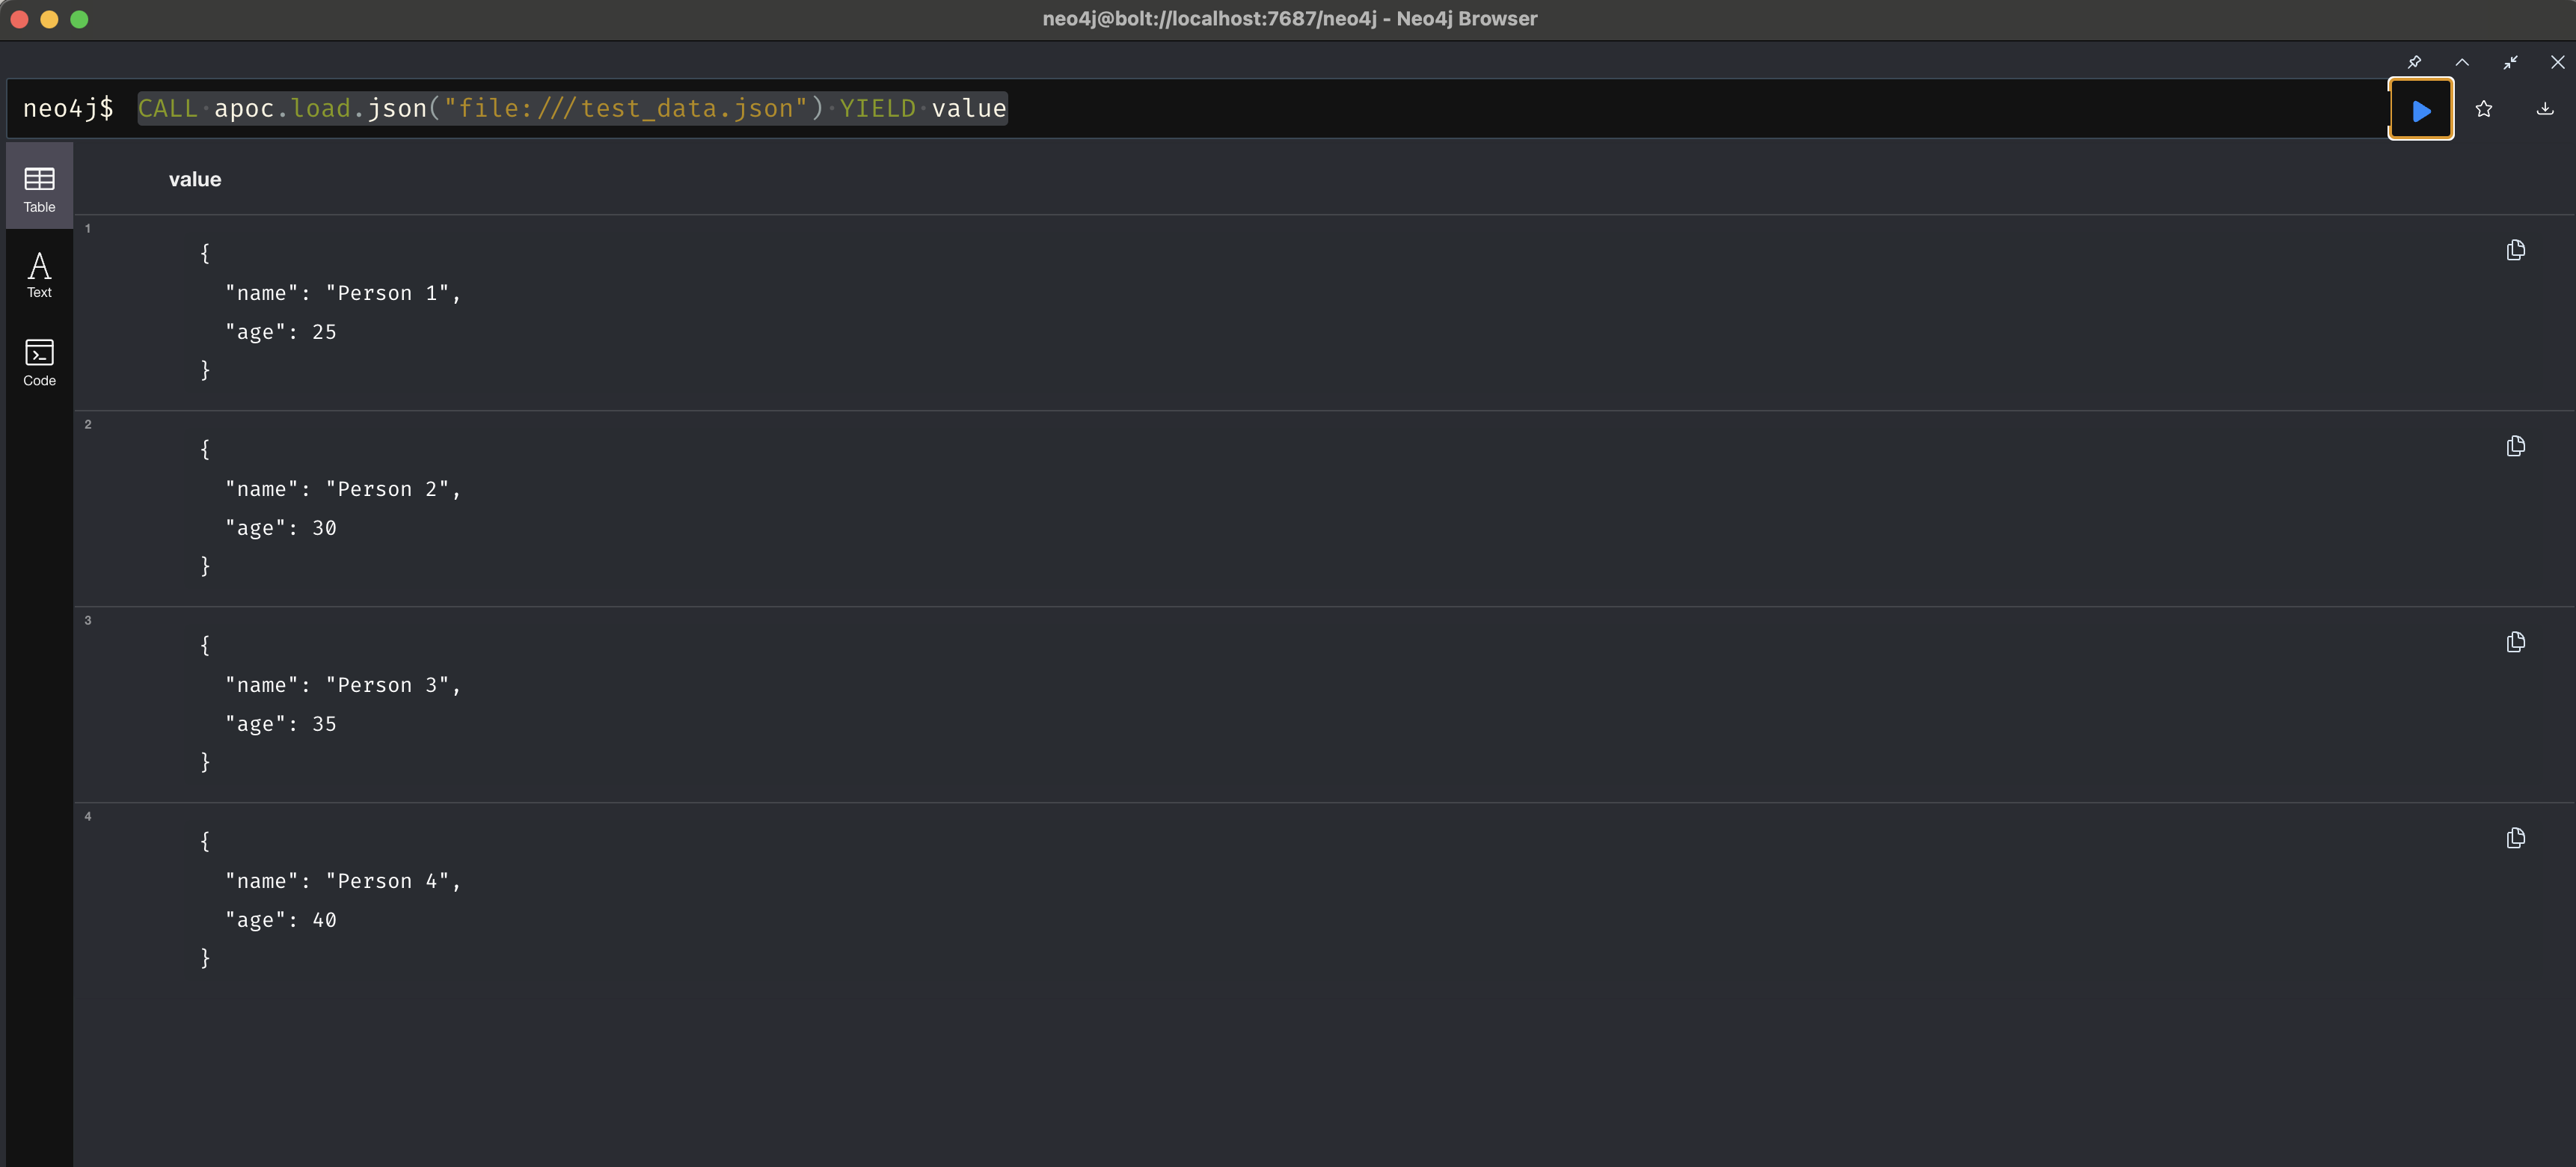 neo4j@bolt://localhost:7687/neo4j - Neo4j Browser
neo4j$ CALL apoc.load.json("file:///test_data.json") YIELD value
Table
Text
Code
value
1
{
"name": "Person 1",
"age": 25
}
2
{
"name": "Person 2",
"age": 30
}
3
{
"name": "Person 3",
"age": 35
}
4
{
"name": "Person 4",
"age": 40
}